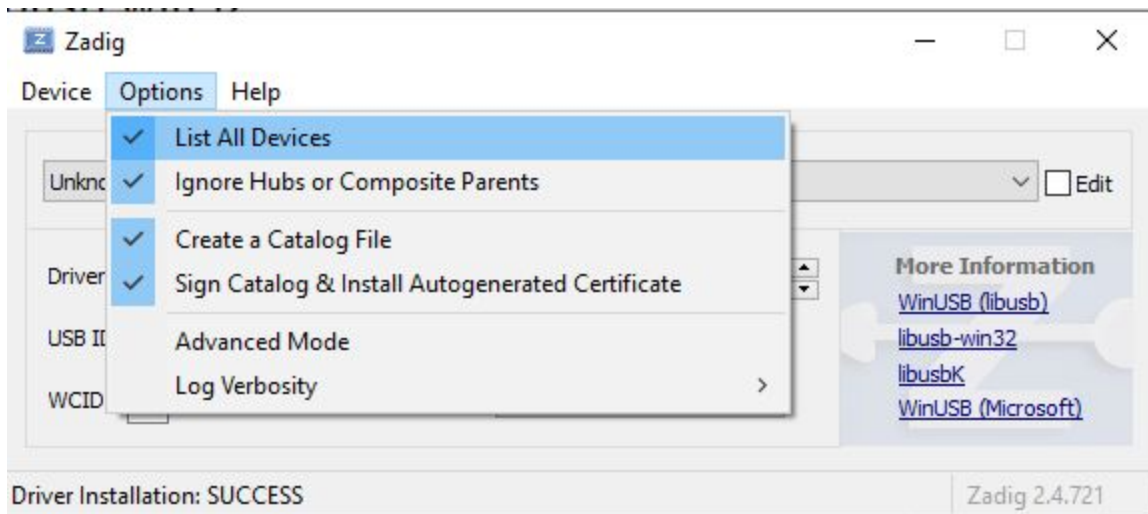 Zadig
Device Options Help
List All Devices
Ignore Hubs or Composite Parents
Edit
Create a Catalog File
Sign Catalog & Install Autogenerated Certificate
Driver
More Information
WinUSB (libusb)
USB
Advanced Mode
libusb-win32
Log Verbosity
libusbK
WCID
WinUSB (Microsoft)
Driver Installation: SUCCESS
Zadig 2.4.721